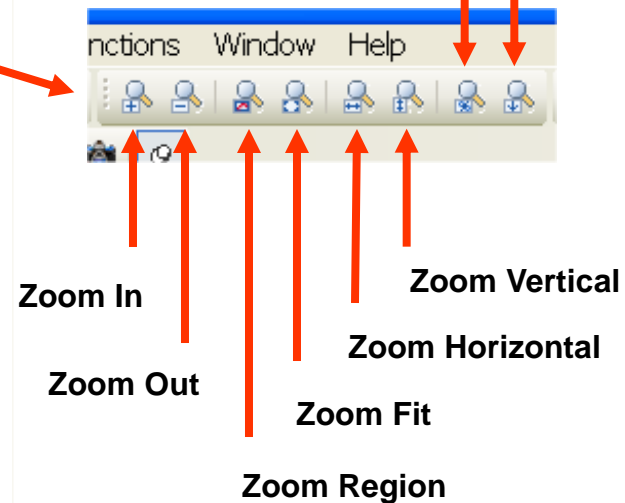 nctions Window Help
Zoom In
Zoom Vertical
Zoom Horizontal
Zoom Out
Zoom Fit
Zoom Region